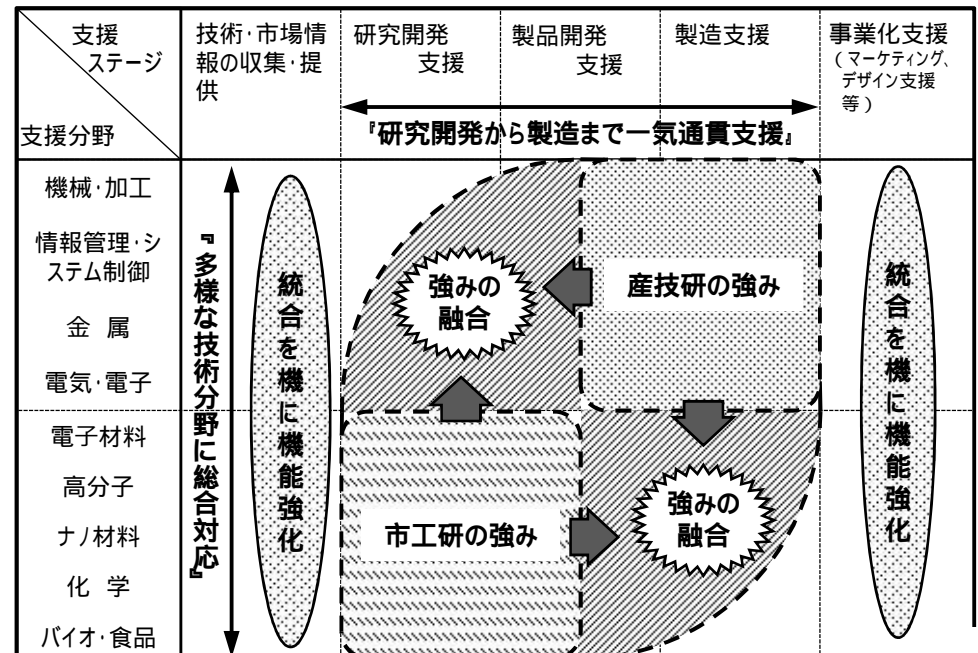 支援
ステージ
支援分野
技術・市場情
報の収集・提
供
研究開発
支援
製品開発
支援
製造支援
事業化支援
（マーケティング、
デザイン支援
等）
『研究開発から製造まで一気通貫支援』
機械・加工
情報管理・シ
ステム制御
金 属
電気・電子
電子材料
高分子
ナノ材料
化 学
バイオ・食品
『多様な技術分野に総合対応』
統合を機に機能強化
強みの
融合
産技研の強み
市工研の強み
強みの
融合
統合を機に機能強化